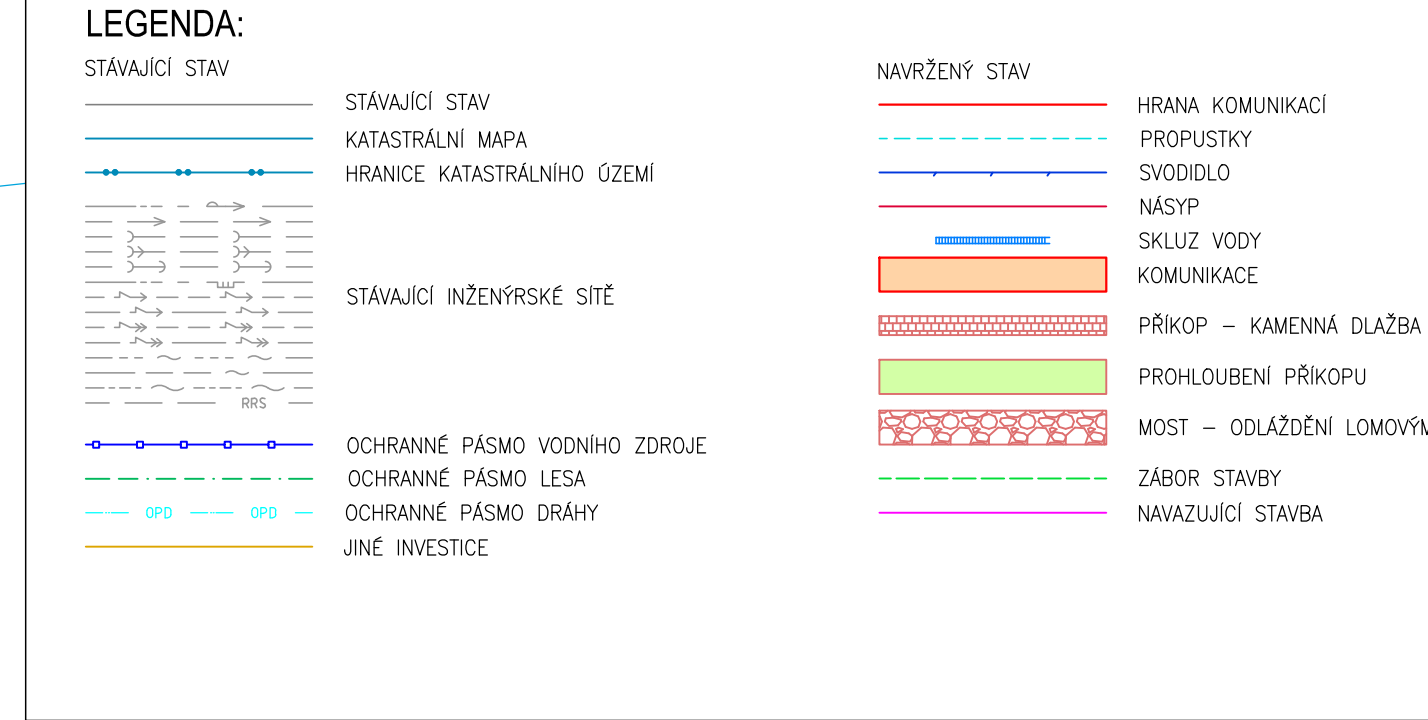 LEGENDA:
STÁVAJÍCÍ STAV
STÁVAJÍCÍ STAV
KATASTRÁLNÍ MAPA
HRANICE KATASTRÁLNÍHO ÚZEMÍ
STÁVAJÍCÍ INŽENÝRSKÉ SÍTĚ
RRS
OCHRANNÉ PÁSMO VODNÍHO ZDROJE
OCHRANNÉ PÁSMO LESA
OPD OPD OCHRANNÉ PÁSMO DRÁHY
JINÉ INVESTICE
NAVRŽENÝ STAV
HRANA KOMUNIKACÍ
PROPUSTKY
SVODIDLO
NÁSYP
SKLUZ VODY
KOMUNIKACE
PŘÍKOP – KAMENNÁ DLAŽBA
PROHLOUBENÍ PŘÍKOPU
MOST – ODLÁŽDĚNÍ LOMOVÝM
ZÁBOR STAVBY
NAVAZUJÍCÍ STAVBA